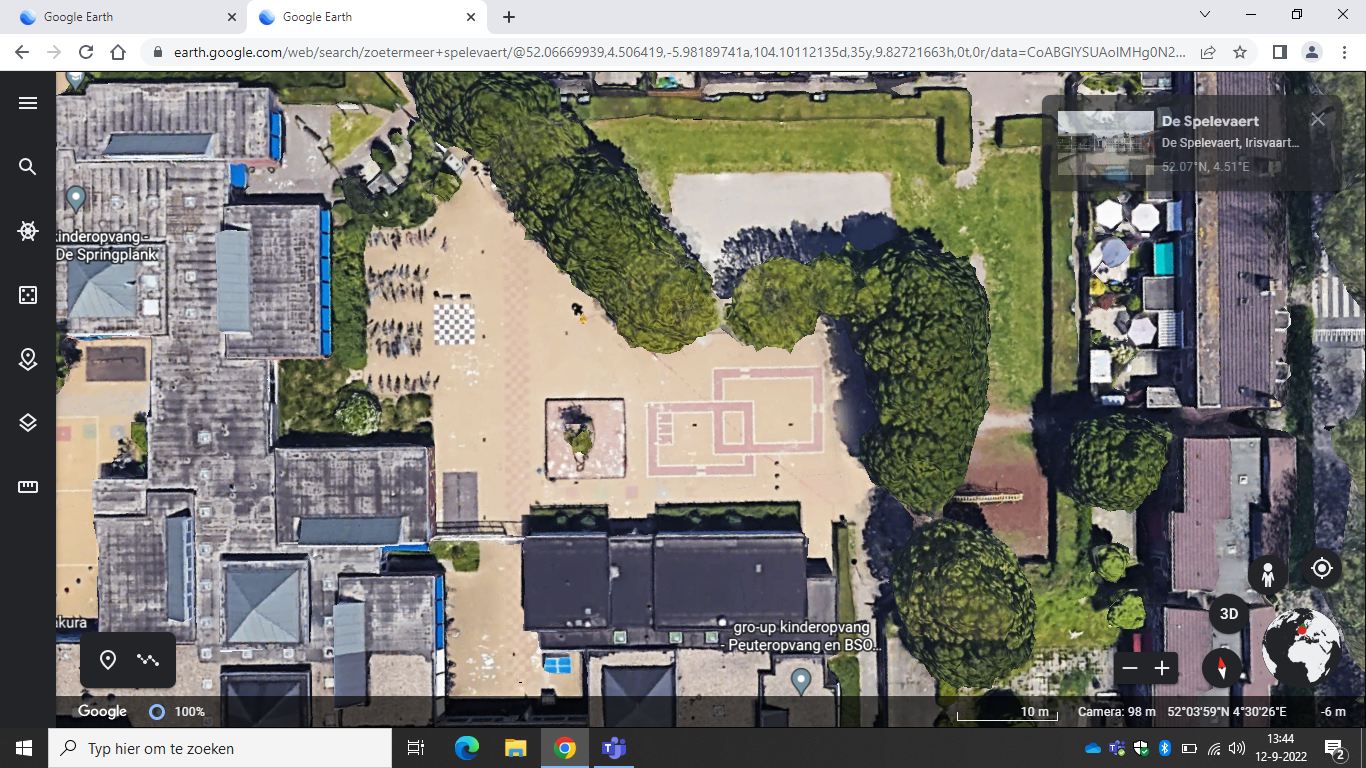 Google Earth
Google Earth
earth.google.com/web/search/zoetermeer+spelevaert/@52.06669939,4.506419,-5.98189741a,104.10112135d,35y,9.82721663h,0t,0r/data=CoABGlYSUAolMHg0N2...
De Spelevaert
De Spelevaert, Irisvaart...
52.07°N, 4.51°E
kinderopvang -
De Springplank
gro-up kinderopvang
- Peuteropvang en BSO...
3D
Google
100%
10 m
Camera: 98 m
52°03'59"N 4°30'26"E
-6 m
Typ hier om te zoeken
13:44
12-9-2022
2